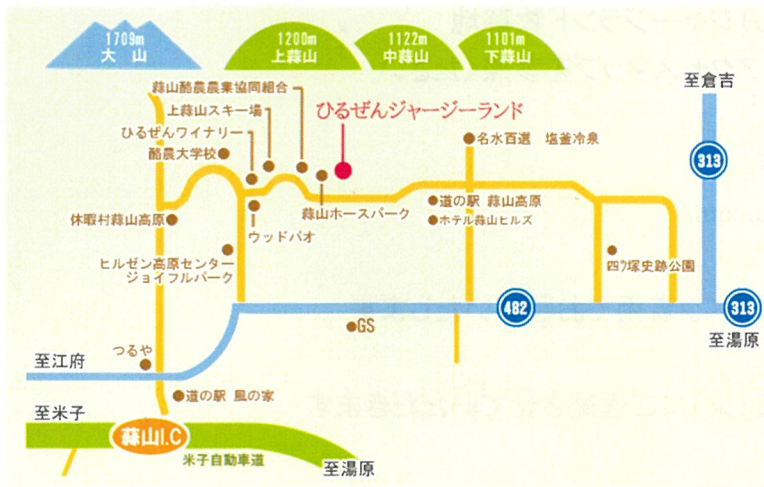 1709m
大山
1200m
上蒜山
1122m
中蒜山
1101m
下蒜山
至倉吉
蒜山酪農農業協同組合
上蒜山スキー場
ひるぜんジャージーランド
ひるぜんワイナリー
名水百選 塩釜冷泉
酪農大学校
313
道の駅 蒜山高原
蒜山ホースパーク
休暇村蒜山高原
ホテル蒜山ヒルズ
ウッドパオ
ヒルゼン高原センター
ジョイフルパーク
四ツ塚史跡公園
482
313
GS
至湯原
つるや
至江府
道の駅 風の家
至米子
蒜山I.C
米子自動車道
至湯原